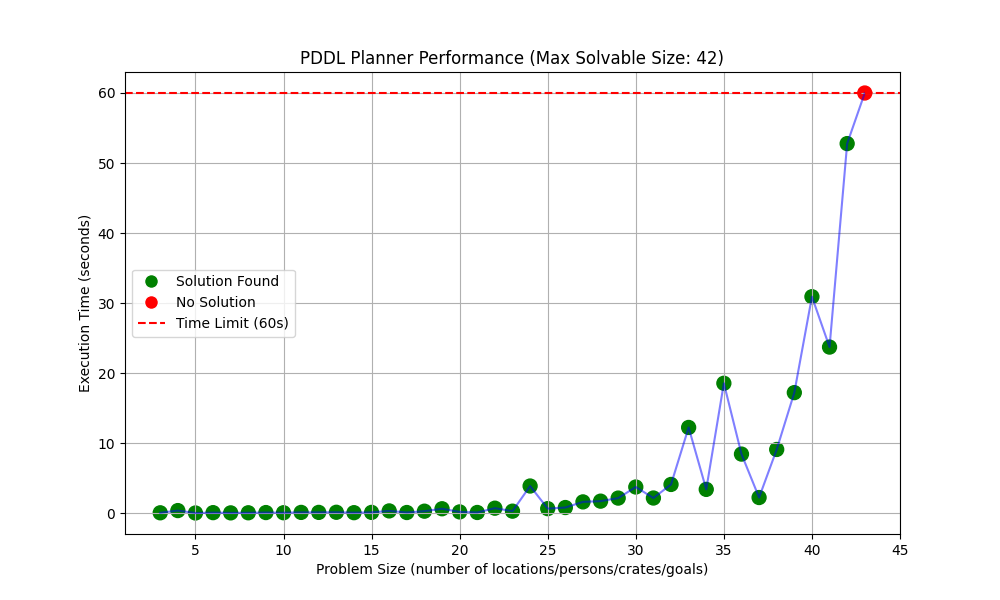 PDDL Planner Performance (Max Solvable Size: 42)
60
50
40
30
20
10
0
Execution Time (seconds)
Solution Found
No Solution
Time Limit (60s)
5
10
15
20
25
30
35
40
45
Problem Size (number of locations/persons/crates/goals)